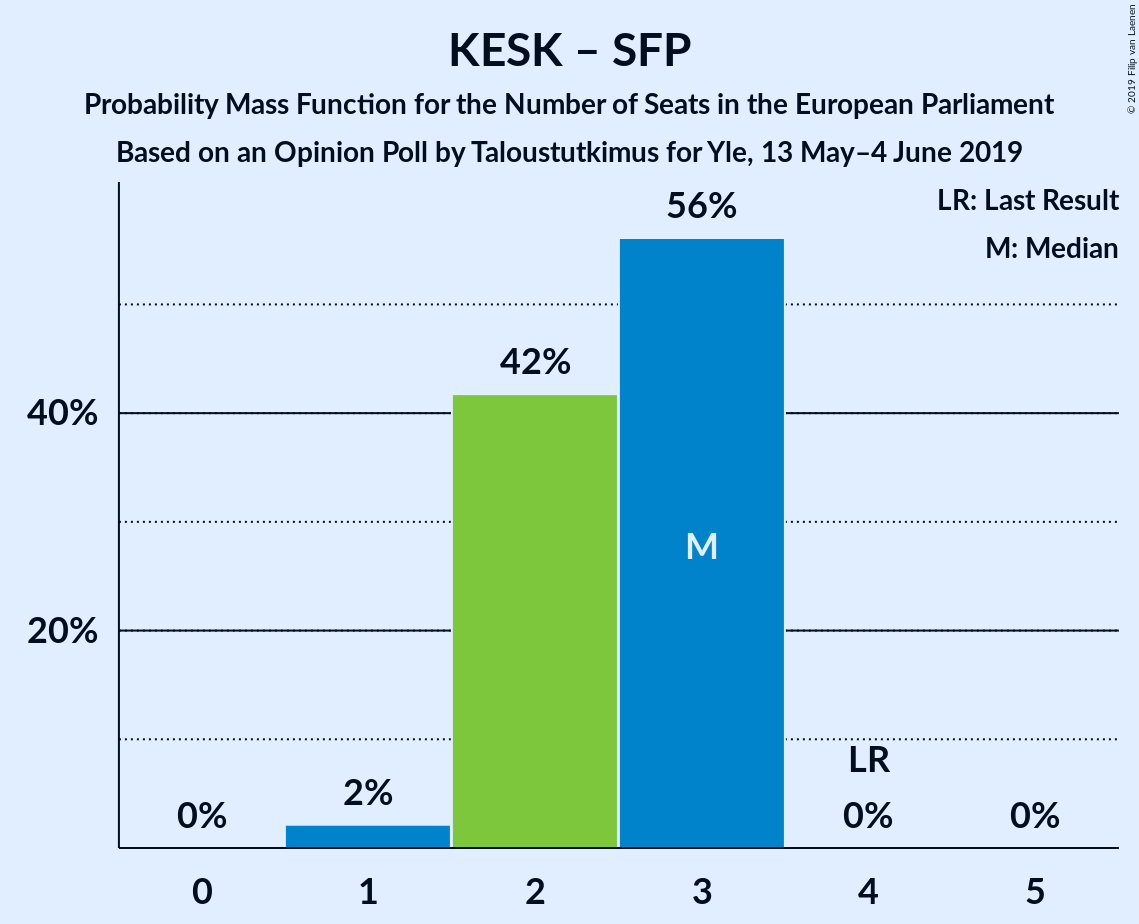 KESK – SFP
Probability Mass Function for the Number of Seats in the European Parliament
Based on an Opinion Poll by Taloustutkimus for Yle, 13 May–4 June 2019
© 2019 Filip van Laenen
LR: Last Result
M: Median
56%
42%
40%
M
20%
LR
2%
0%
0%
0%
0 1 2 3 4 5